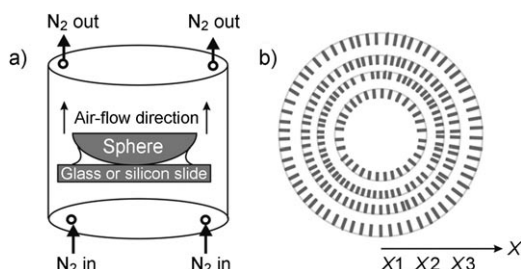 N2 out N2 out
a)
Air-flow direction
Sphere
Glass or silicon slide
N2 in N2 in
b)
X
X1 X2 X3